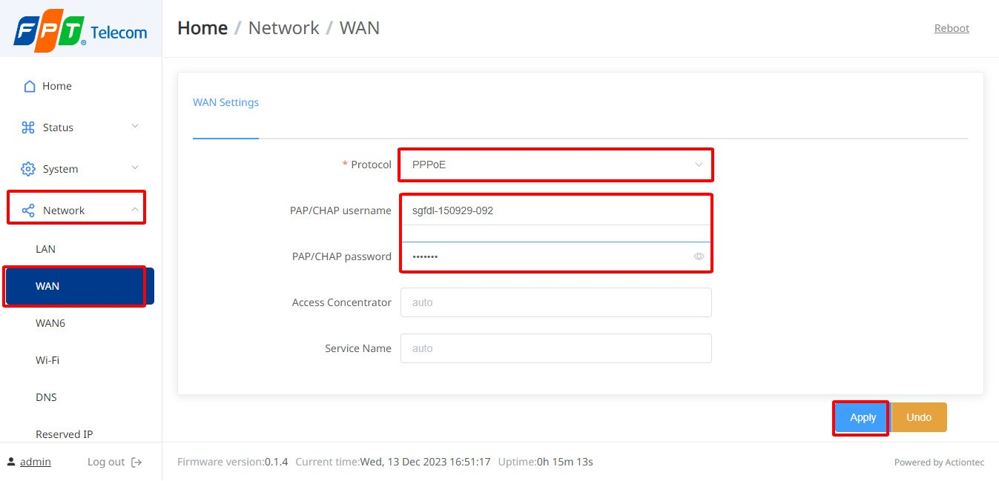 FPT® Telecom
Home / Network / WAN
Reboot
Home
Status
System
Network
LAN
WAN
WAN6
Wi-Fi
DNS
Reserved IP
admin
Log out
WAN Settings
* Protocol PPPoE
PAP/CHAP username sgfdl-150929-092
PAP/CHAP password •••••••
Access Concentrator auto
Service Name auto
Apply
Undo
Firmware version:0.1.4 Current time:Wed, 13 Dec 2023 16:51:17 Uptime:0h 15m 13s
Powered by Actiontec